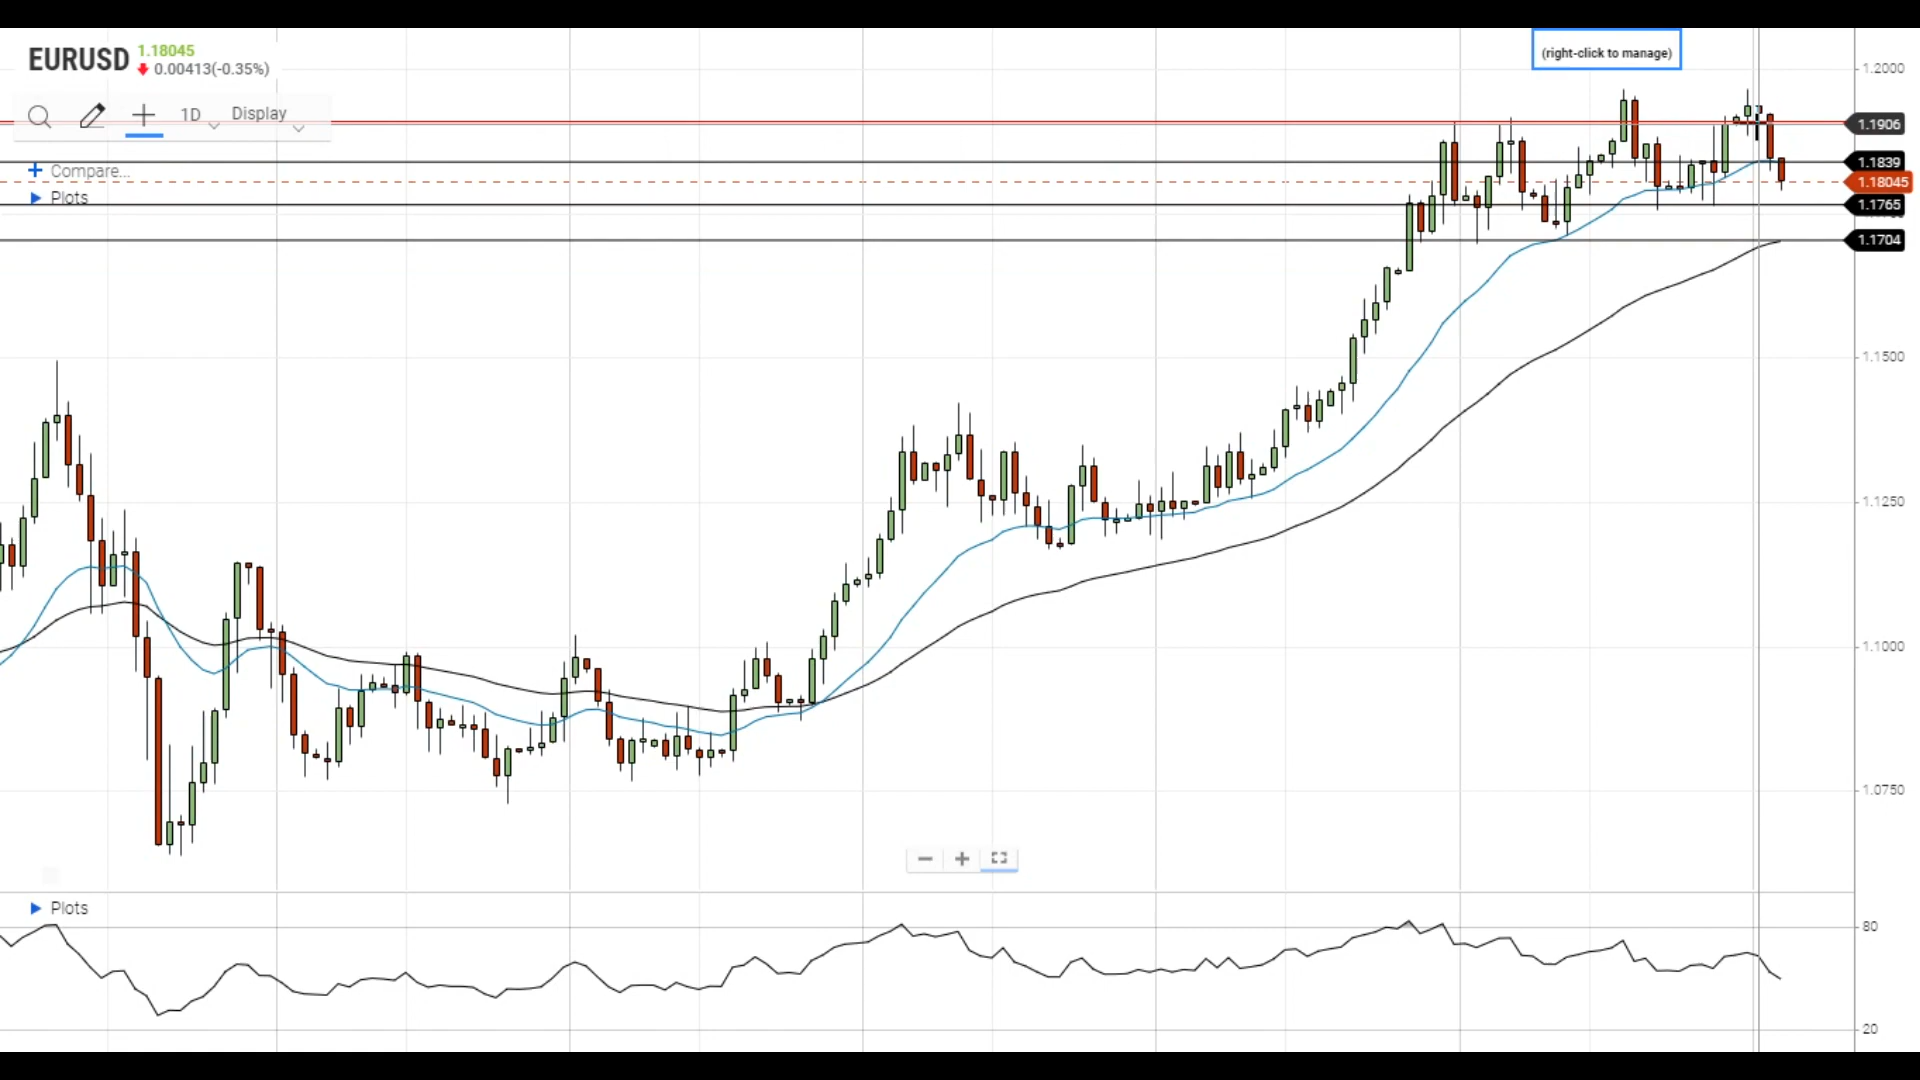 EURUSD
1.18045
0.00413(-0.35%)
(right-click to manage)
1D
Display
Compare...
Plots
1.2000
1.1906
1.1839
1.18045
1.1765
1.1704
1.1500
1.1250
1.1000
1.0750
Plots
80
20